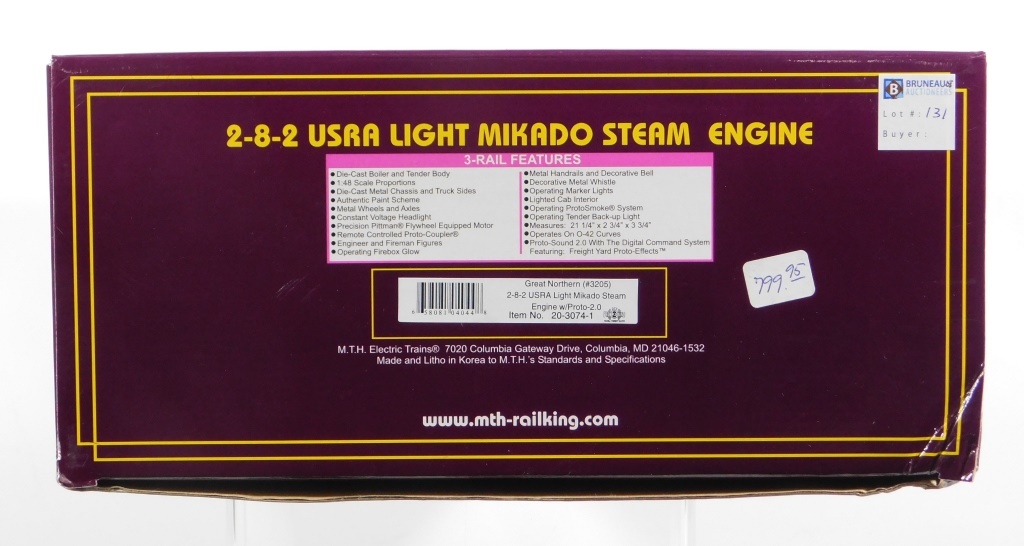 BRUNEAU
AUCTIONEERS
Lot #: 131
Buyer:
2-8-2 USRA LIGHT MIKADO STEAM ENGINE
3-RAIL FEATURES
●Die-Cast Boiler and Tender Body
●1:48 Scale Proportions
●Die-Cast Metal Chassis and Truck Sides
●Authentic Paint Scheme
●Metal Wheels and Axles
●Constant Voltage Headlight
●Precision Pittman® Flywheel Equipped Motor
●Remote Controlled Proto-Coupler®
●Engineer and Fireman Figures
●Operating Firebox Glow
●Metal Handrails and Decorative Bell
●Decorative Metal Whistle
●Operating Marker Lights
●Lighted Cab Interior
●Operating ProtoSmoke® System
●Operating Tender Back-up Light
●Measures: 21 1/4" x 2 3/4" x 3 3/4"
●Operates On O-42 Curves
●Proto-Sound 2.0 With The Digital Command System
Featuring: Freight Yard Proto-Effects™
799.95
Great Northern (#3205)
2-8-2 USRA Light Mikado Steam
Engine w/Proto-2.0
Item No. 20-3074-1
M.T.H. Electric Trains® 7020 Columbia Gateway Drive, Columbia, MD 21046-1532
Made and Litho in Korea to M.T.H.'s Standards and Specifications
www.mth-railking.com